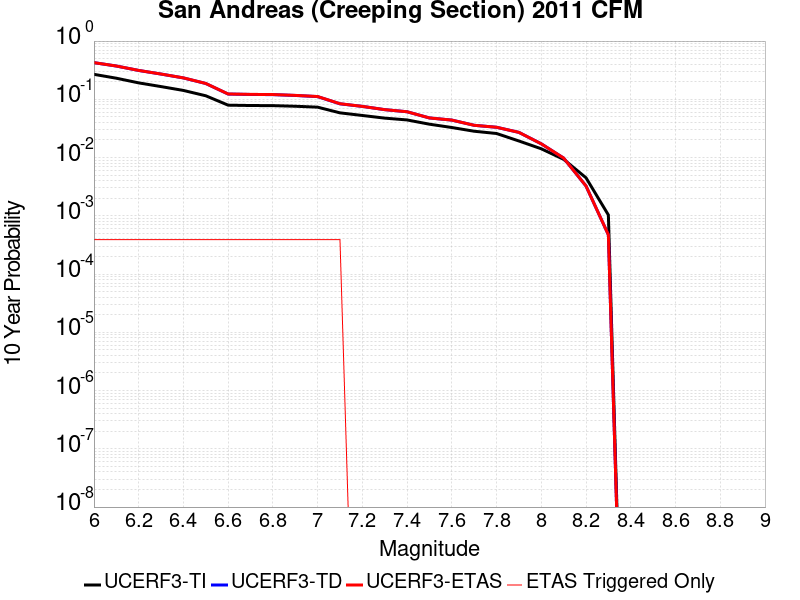 San Andreas (Creeping Section) 2011 CFM
10 0
10 -1
10 -2
10 -3
10 -4
10 -5
10 -6
10 -7
10 -8
10 Year Probability
6 6.2 6.4 6.6 6.8 7 7.2 7.4 7.6 7.8 8 8.2 8.4 8.6 8.8 9
Magnitude
UCERF3-TI UCERF3-TD UCERF3-ETAS ETAS Triggered Only